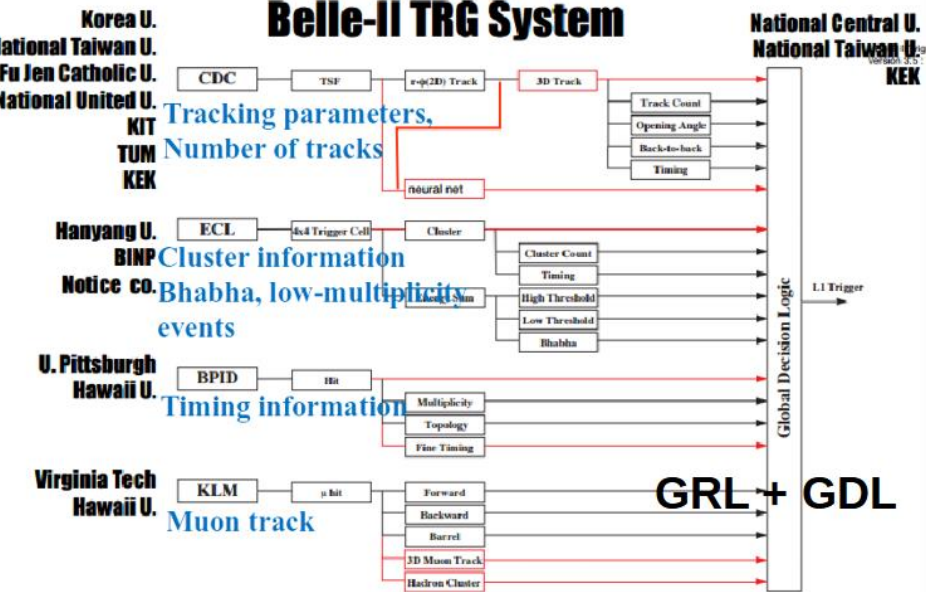 Belle-II TRG System
Korea U.
National Taiwan U.
Fu Jen Catholic U.
National United U.
KIT
TUM
KEK
National Central U.
National Taiwan U.
KEK
CDC
TSF
r-φ(2D) Track
3D Track
Track Count
Opening Angle
Back-to-back
Timing
neural net
Tracking parameters,
Number of tracks
Hanyang U.
BINP
Notice co.
ECL
4x4 Trigger Cell
Cluster
Cluster Count
Timing
High Threshold
Low Threshold
Bhabha
Cluster information
Bhabha, low-multiplicity
events
Global Decision Logic
L1 Trigger
U. Pittsburgh
Hawaii U.
BPID
Hit
Multiplicity
Topology
Fine Timing
Timing information
Virginia Tech
Hawaii U.
KLM
μ hit
Forward
Backward
Barrel
3D Muon Track
Hadron Cluster
Muon track
GRL + GDL